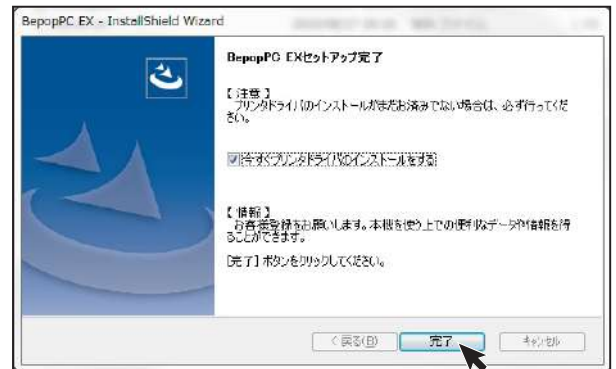 BepopPC EX - InstallShield Wizard
BepopPC EXセットアップ完了
【 注意 】
プリンタドライバのインストールがまだお済みでない場合は、必ず行ってくだ
さい。
今すぐプリンタドライバのインストールをする
【 情報 】
お客様登録をお願いします。本機を使う上での便利なデータや情報を得
ることができます。
[完了] ボタンをクリックしてください。
< 戻る(B)
完了
キャンセル